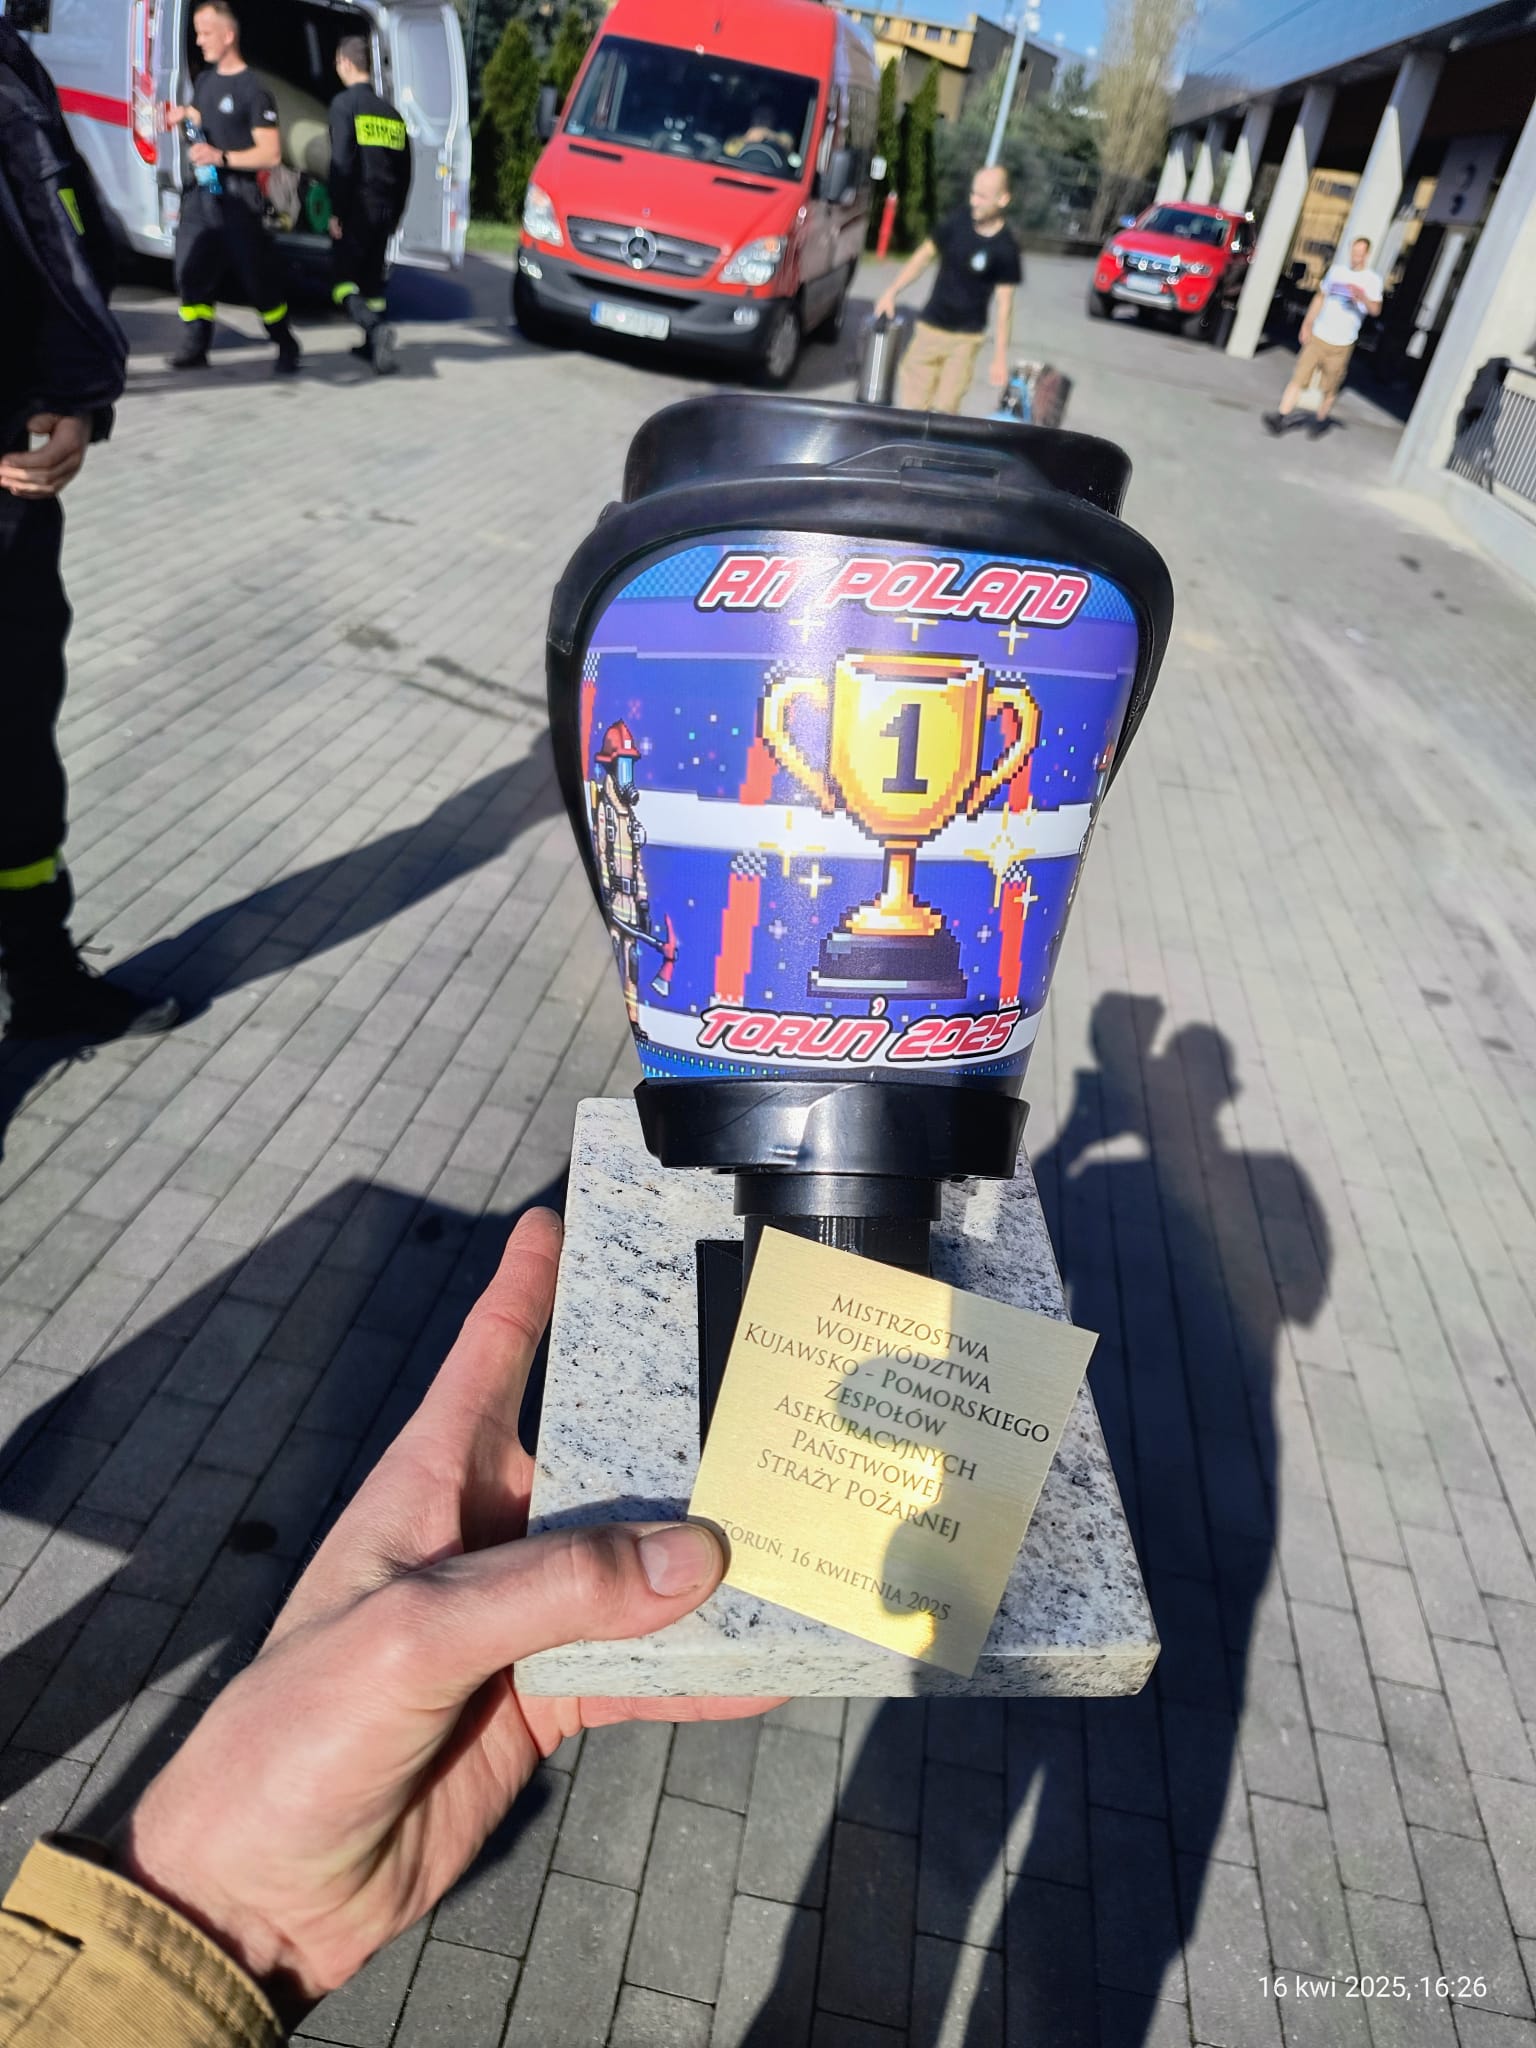 RIT POLAND
1
TORUŃ 2025
MISTRZOSTWA
WOJEWÓDZTWA
KUJAWSKO - POMORSKIEGO
ZESPOŁÓW
ASEKURACYJNYCH
PAŃSTWOWEJ
STRAŻY POŻARNEJ
TORUŃ, 16 KWIETNIA 2025
16 kwi 2025, 16:26